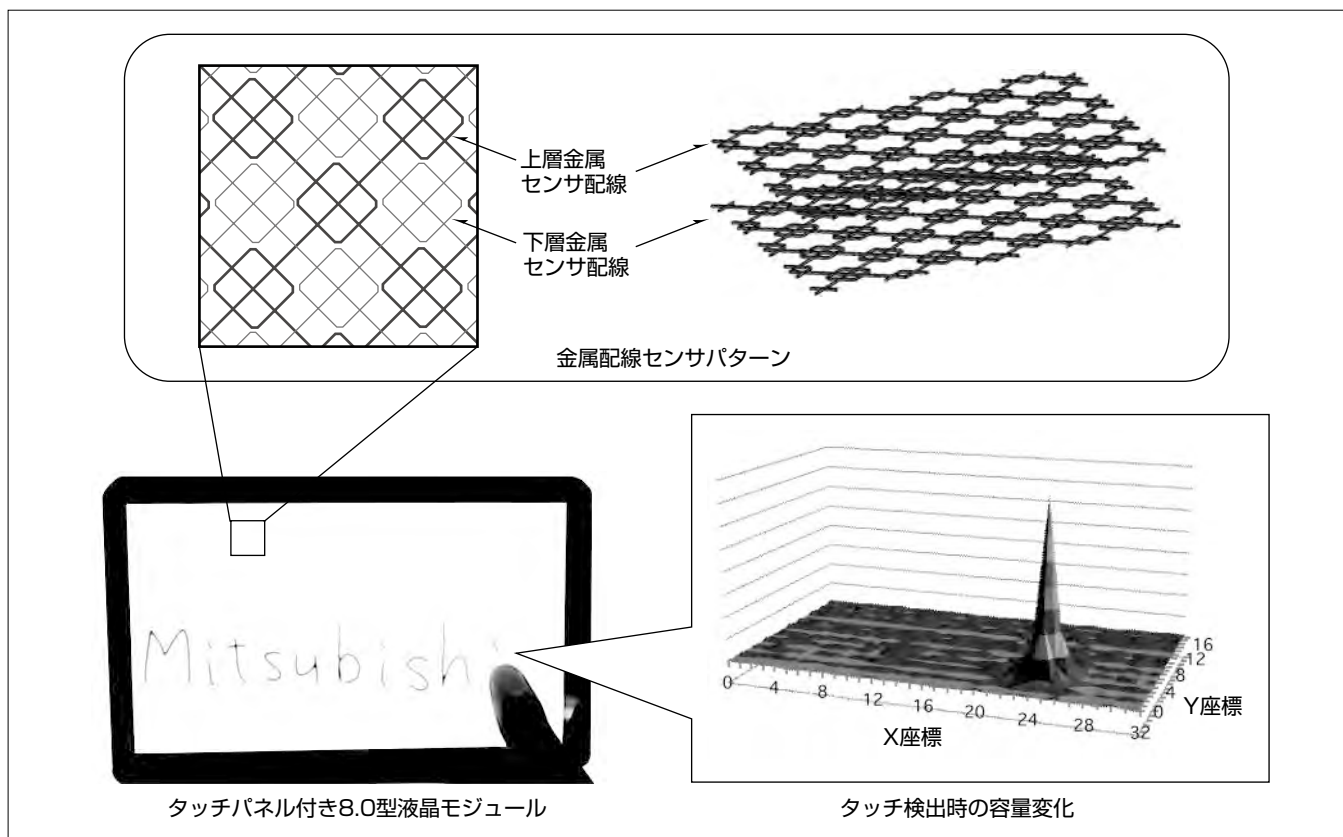 上層金属
センサ配線
下層金属
センサ配線
金属配線センサパターン
Mitsubishi
タッチパネル付き8.0型液晶モジュール
0
4
8
12
16
20
24
28
32
X座標
0
4
8
12
16
Y座標
タッチ検出時の容量変化